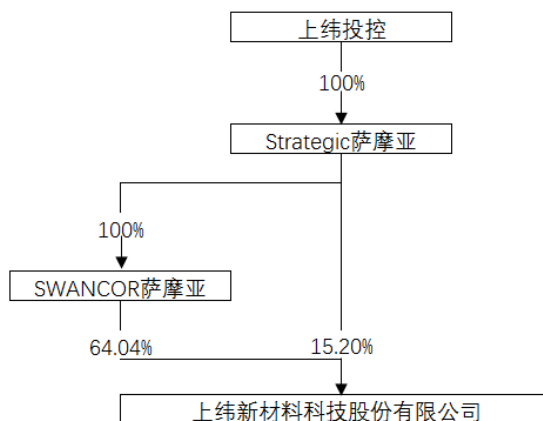 上纬投控
100%
Strategic萨摩亚
100%
SWANCOR萨摩亚
64.04%
15.20%
上纬新材料科技股份有限公司